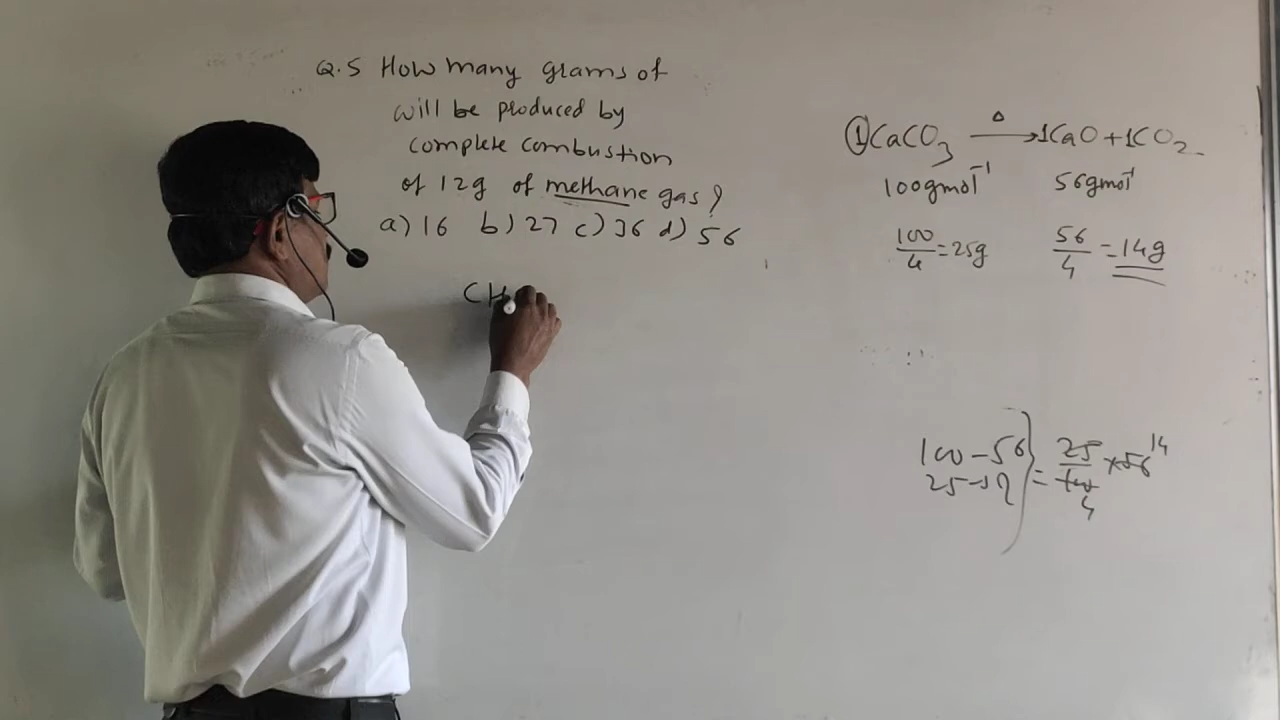 Q.5 How many grams of
will be produced by
complete combustion
of 12g of methane gas?
a) 16 b) 27 c) 36 d) 56
CH
① CaCO₃ —Δ→ 1CaO + 1CO₂
100gmol⁻¹ 56gmol⁻¹
100/4 = 25g 56/4 = 14g
100 - 56
25 - ?
= 25/100 × 56 14
4